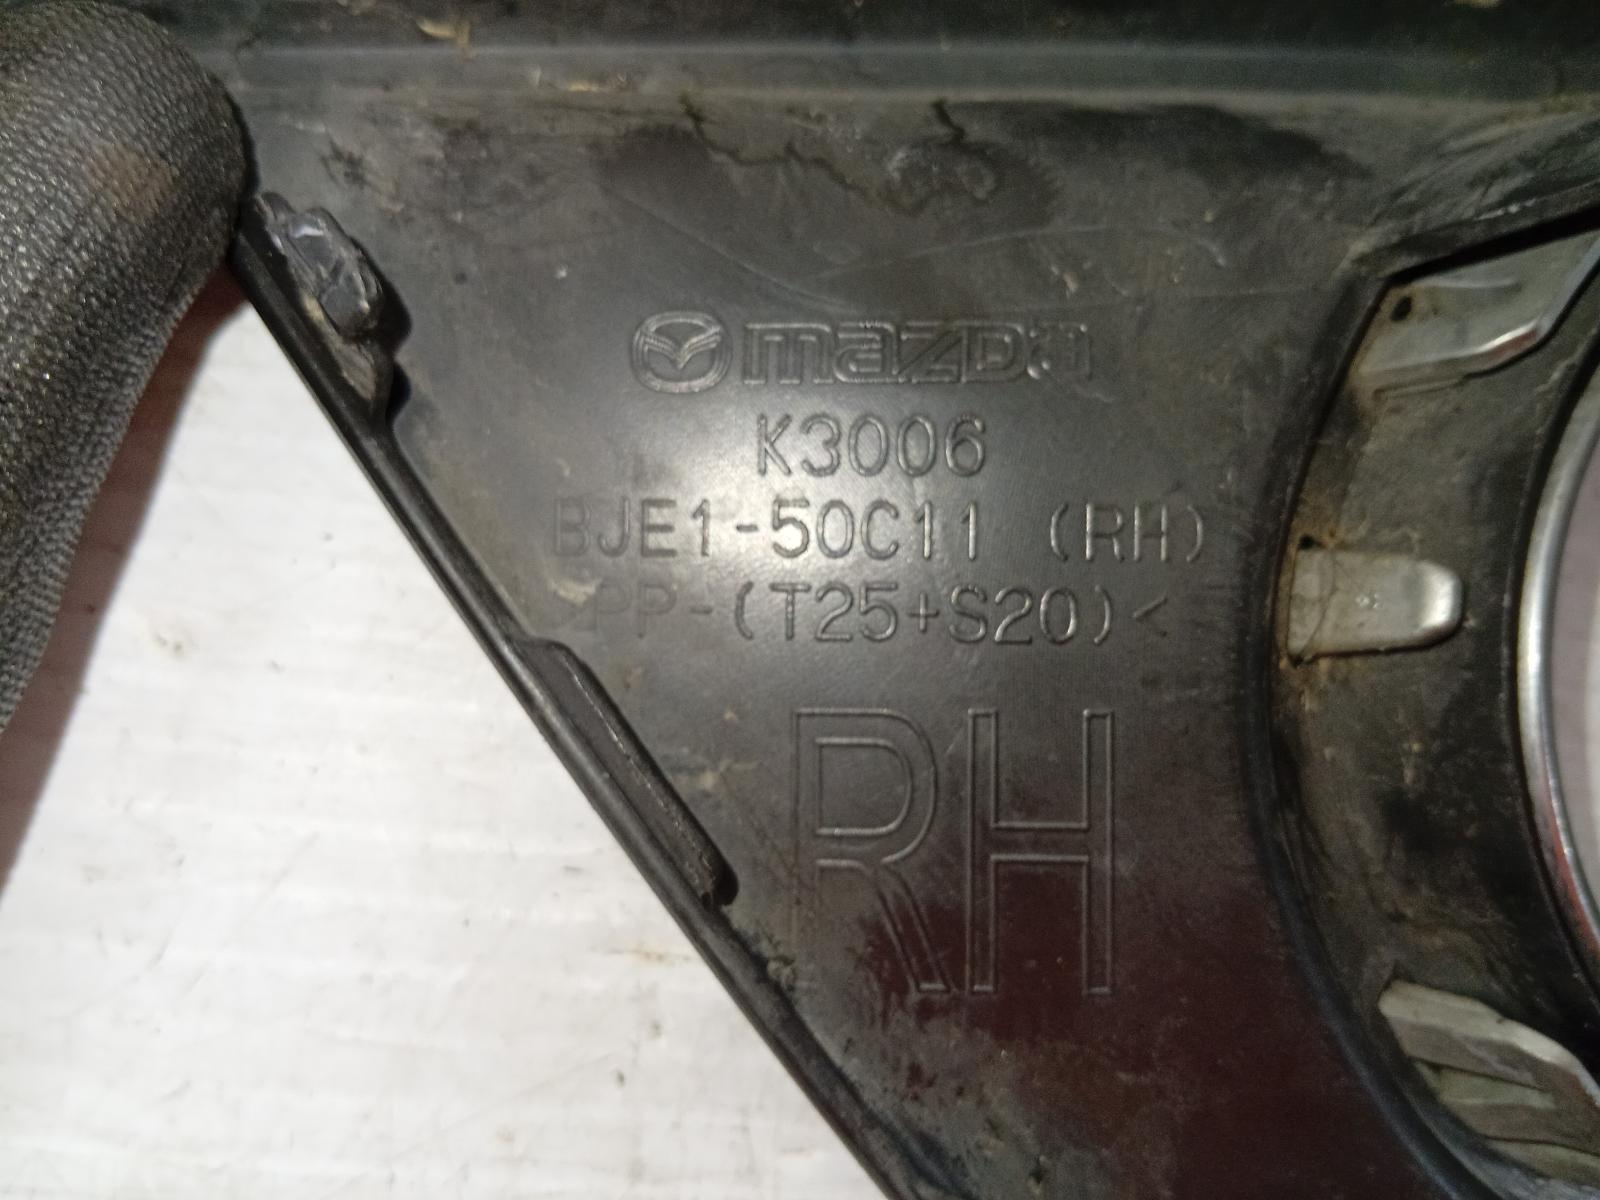 mazda
K3006
BJE1-50C11 (RH)
PP-(T25+S20)<
RH